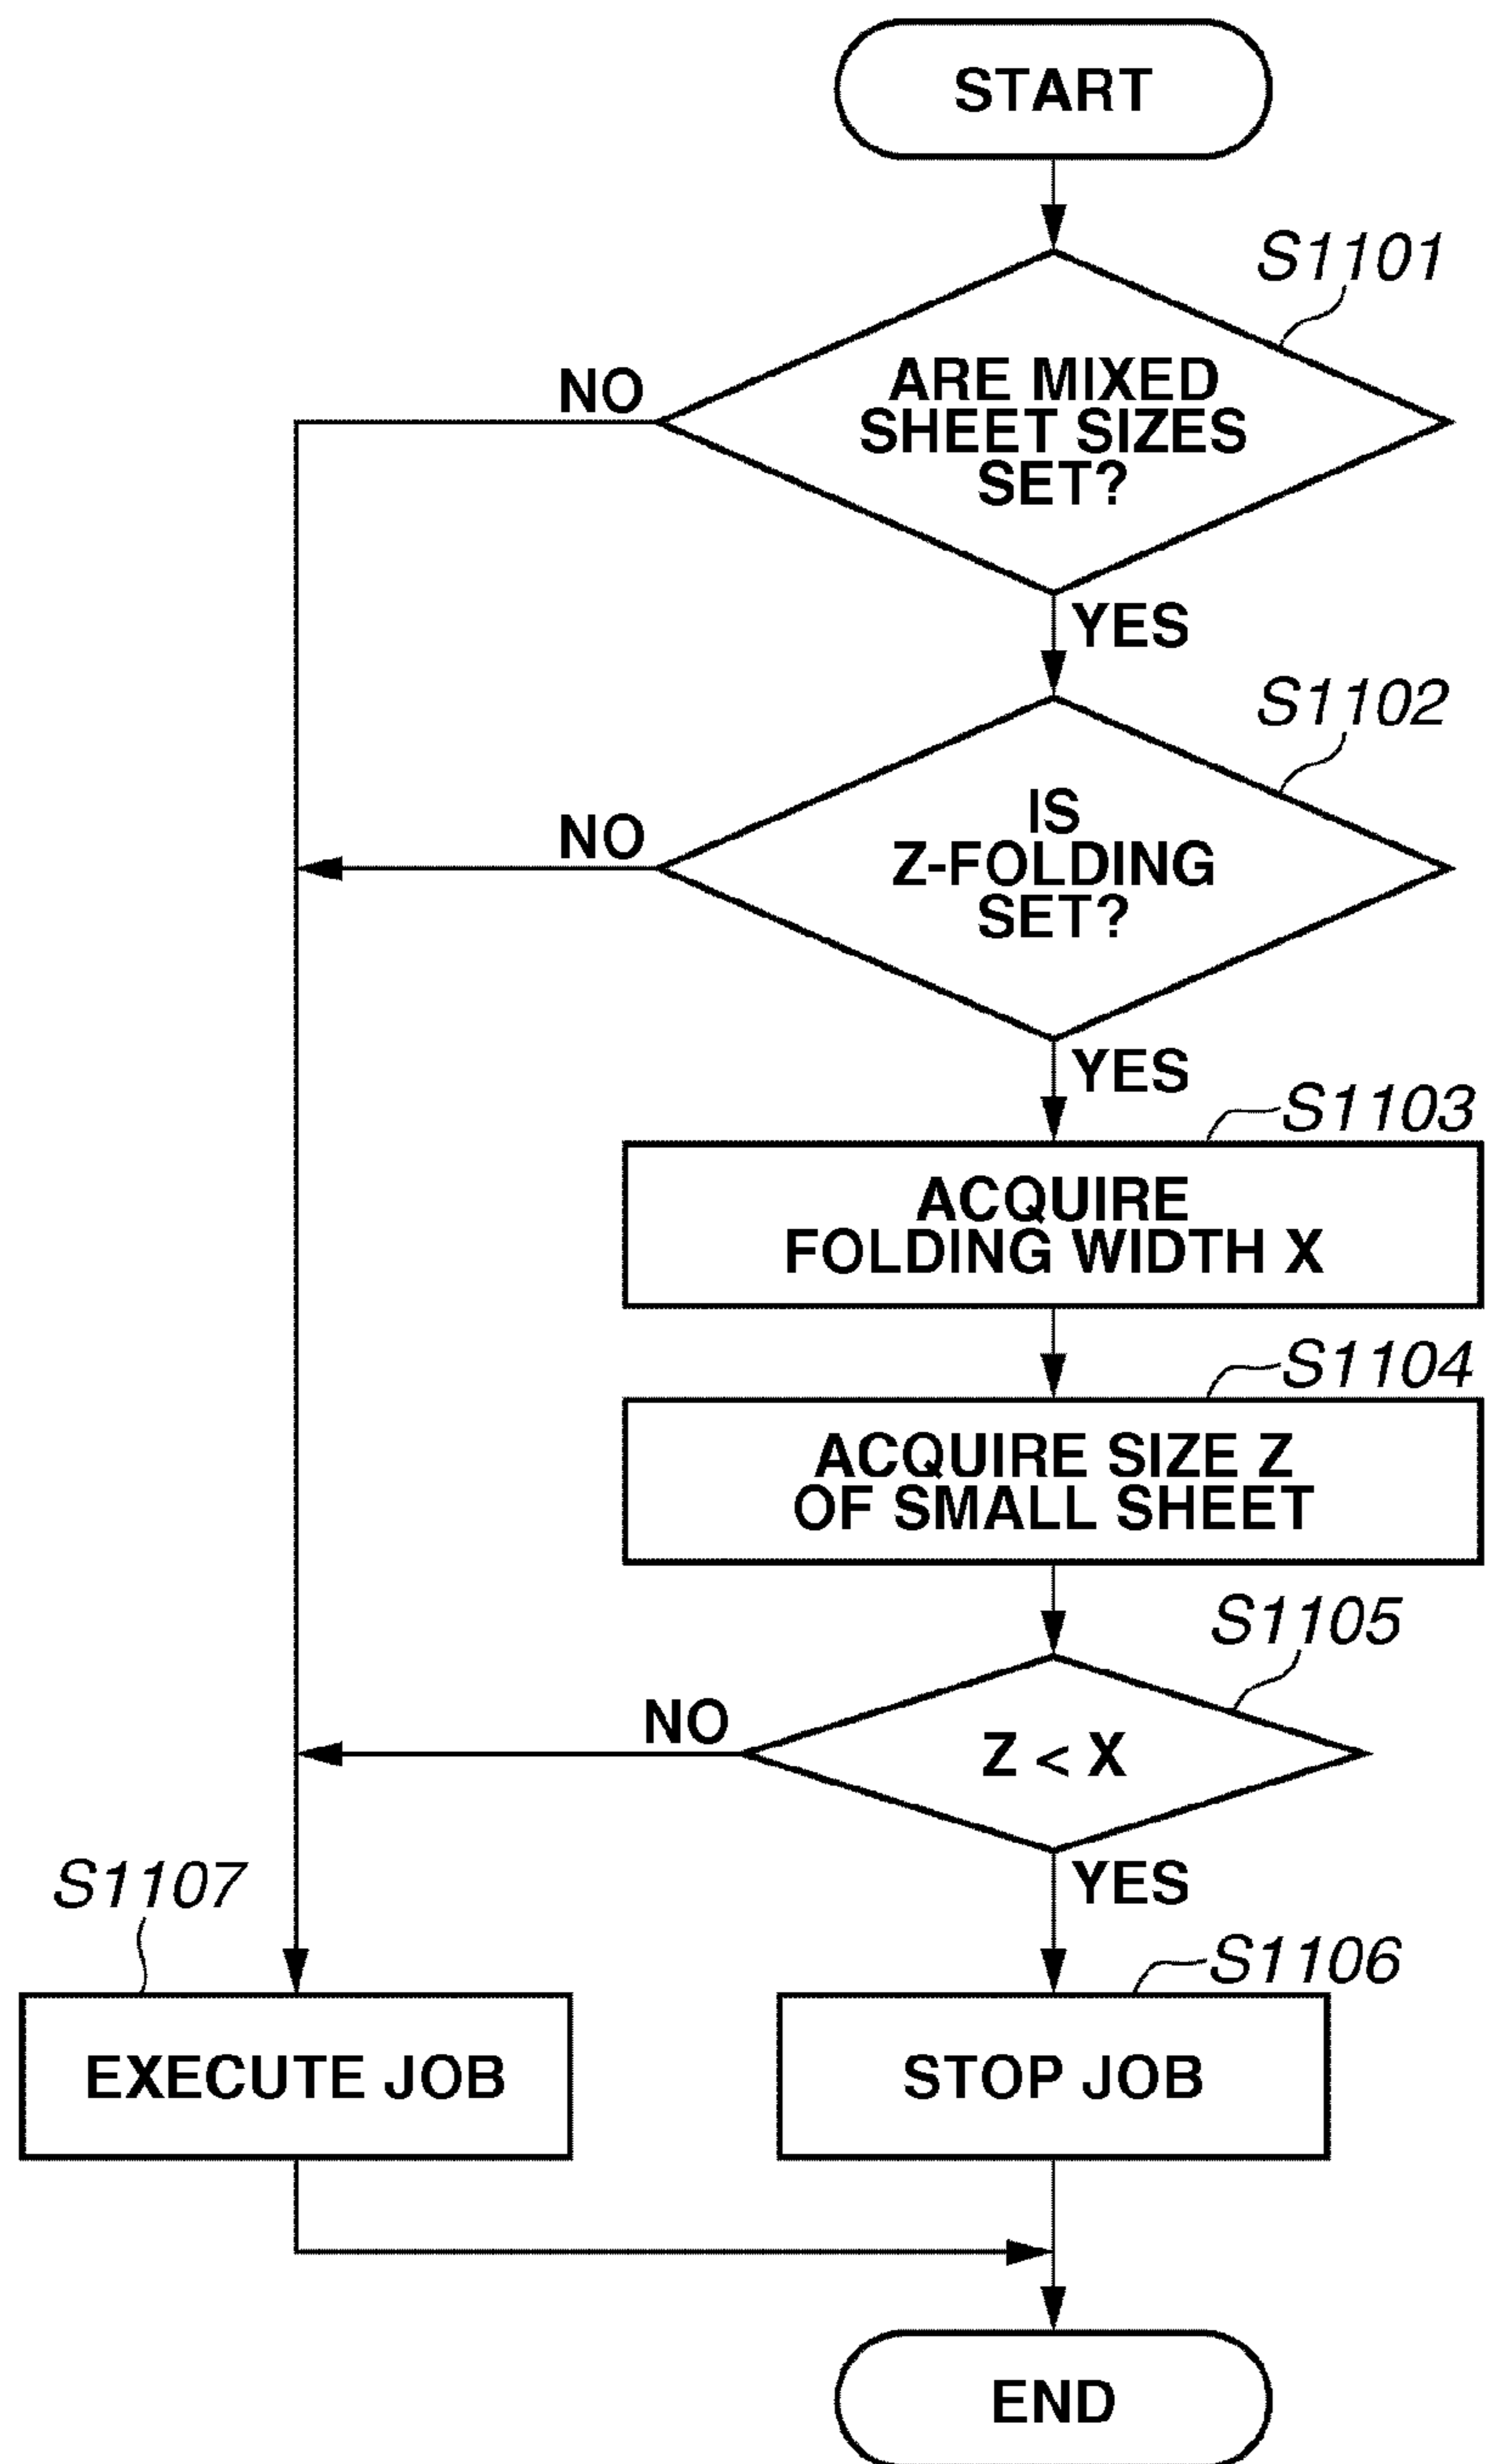 START
S1101
ARE MIXED
SHEET SIZES
SET?
NO
YES
S1102
IS
Z-FOLDING
SET?
NO
YES
S1103
ACQUIRE
FOLDING WIDTH X
S1104
ACQUIRE SIZE Z
OF SMALL SHEET
S1105
Z < X
NO
YES
S1107
EXECUTE JOB
S1106
STOP JOB
END